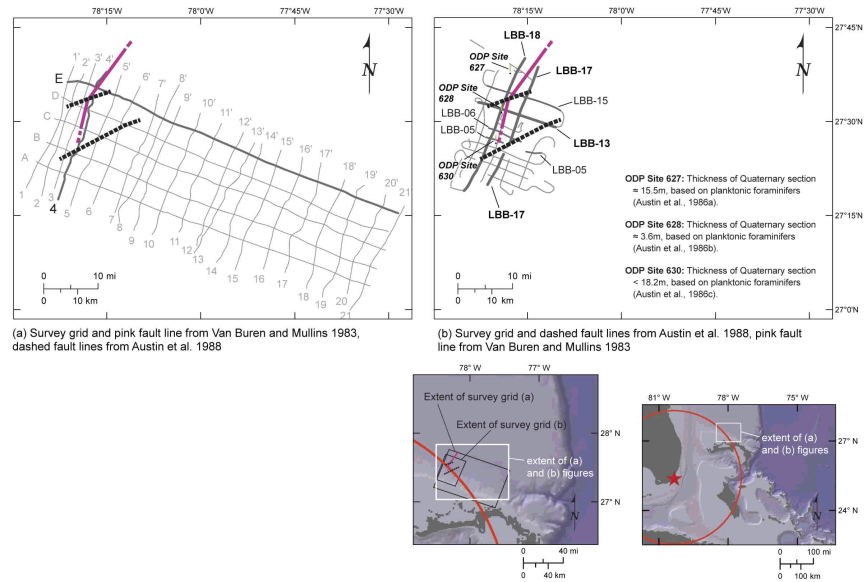 78°15'W 78°0'W 77°45'W 77°30'W
78°15'W 78°0'W 77°45'W 77°30'W
27°45'N
27°30'N
27°15'N
27°0'N
1' 2' 3' 4' 5' 6' 7' 8' 9' 10' 11' 12' 13' 14' 15' 16' 17' 18' 19' 20' 21'
E
D
C
B
A
1 2 3 4 5 6 7 8 9 10 11 12 13 14 15 16 17 18 19 20 21
N
0 10 mi
0 10 km
(a) Survey grid and pink fault line from Van Buren and Mullins 1983,
dashed fault lines from Austin et al. 1988
LBB-18
ODP Site
627
LBB-17
ODP Site
628
LBB-15
LBB-06
LBB-05
LBB-13
ODP Site
630
LBB-05
LBB-17
N
ODP Site 627: Thickness of Quaternary section
≈ 15.5m, based on planktonic foraminifers
(Austin et al., 1986a).
ODP Site 628: Thickness of Quaternary section
≈ 3.6m, based on planktonic foraminifers
(Austin et al., 1986b).
ODP Site 630: Thickness of Quaternary section
< 18.2m, based on planktonic foraminifers
(Austin et al., 1986c).
0 10 mi
0 10 km
27°45'N
27°30'N
27°15'N
27°0'N
(b) Survey grid and dashed fault lines from Austin et al. 1988, pink fault
line from Van Buren and Mullins 1983
78° W 77° W
Extent of survey grid (a)
Extent of survey grid (b)
extent of (a)
and (b) figures
28° N
27° N
N
0 40 mi
0 40 km
81° W 78° W 75° W
extent of (a)
and (b) figures
27° N
24° N
N
0 100 mi
0 100 km